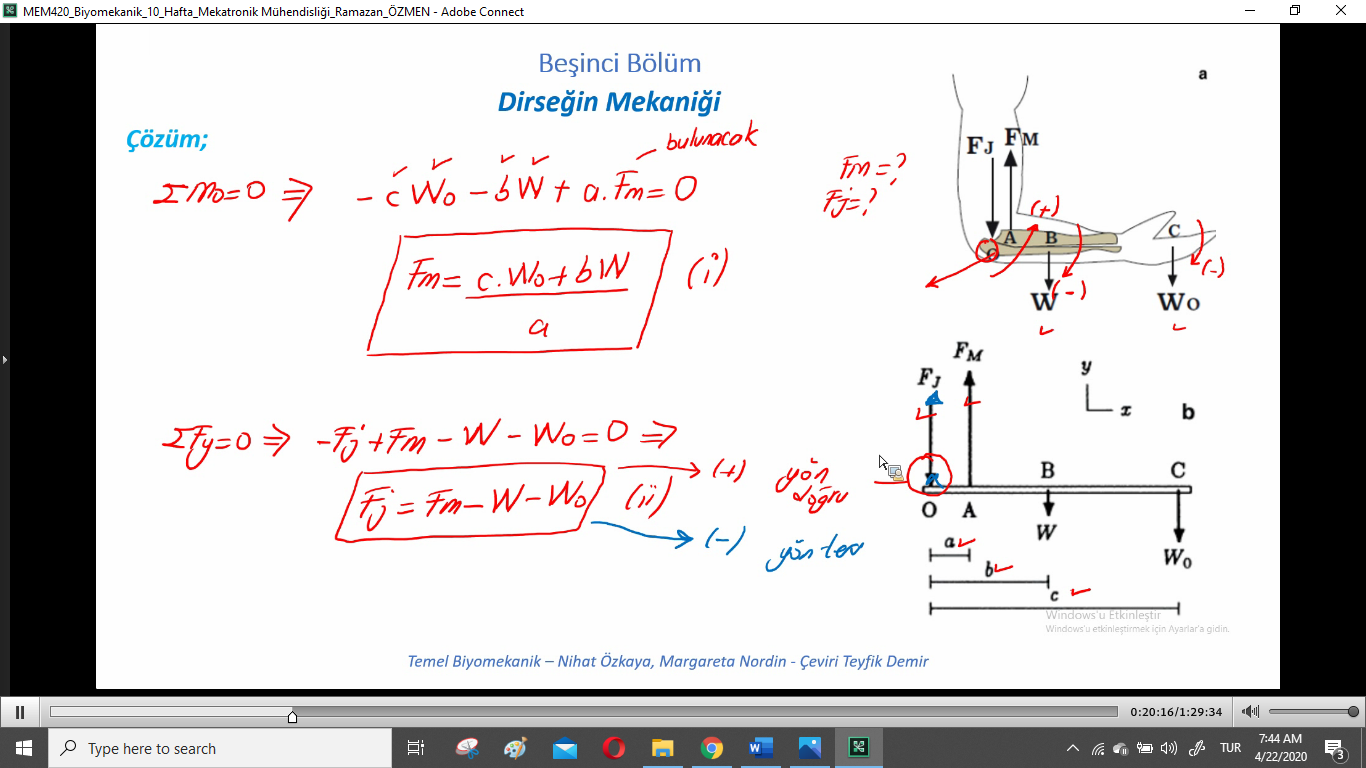 MEM420_Biyomekanik_10_Hafta_Mekatronik Mühendisliği_Ramazan_ÖZMEN - Adobe Connect
Beşinci Bölüm
Dirseğin Mekaniği
Çözüm;
bulunacak
ΣMo=0 ⇒ -cWo - bW + a.Fm = 0
Fm=?
Fj=?
Fm = c.Wo + bW
a
(i)
ΣFy=0 ⇒ -Fj + Fm - W - Wo = 0 ⇒
Fj = Fm - W - Wo (ii) (+) yön doğru
(-) yön ters
a
FJ FM
(+)
A B C
(-) (-)
W Wo
FM
FJ
y
x
b
B C
O A
W
Wo
a
b
c
Windows'u Etkinleştir
Windows'u etkinleştirmek için Ayarlar'a gidin.
Temel Biyomekanik – Nihat Özkaya, Margareta Nordin - Çeviri Teyfik Demir
0:20:16/1:29:34
Type here to search
TUR
7:44 AM
4/22/2020
3